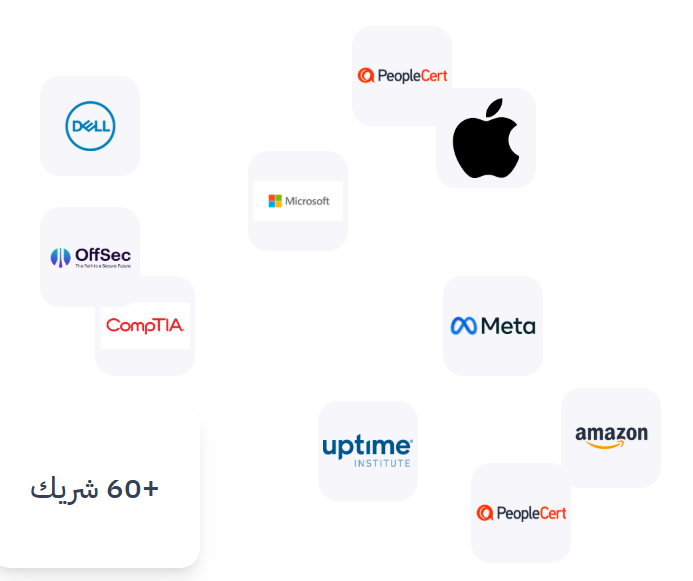 PeopleCert
DELL
Microsoft
OffSec
The Path to a Secure Future
CompTIA.
Meta
amazon
uptime®
INSTITUTE
+60 شريك
PeopleCert